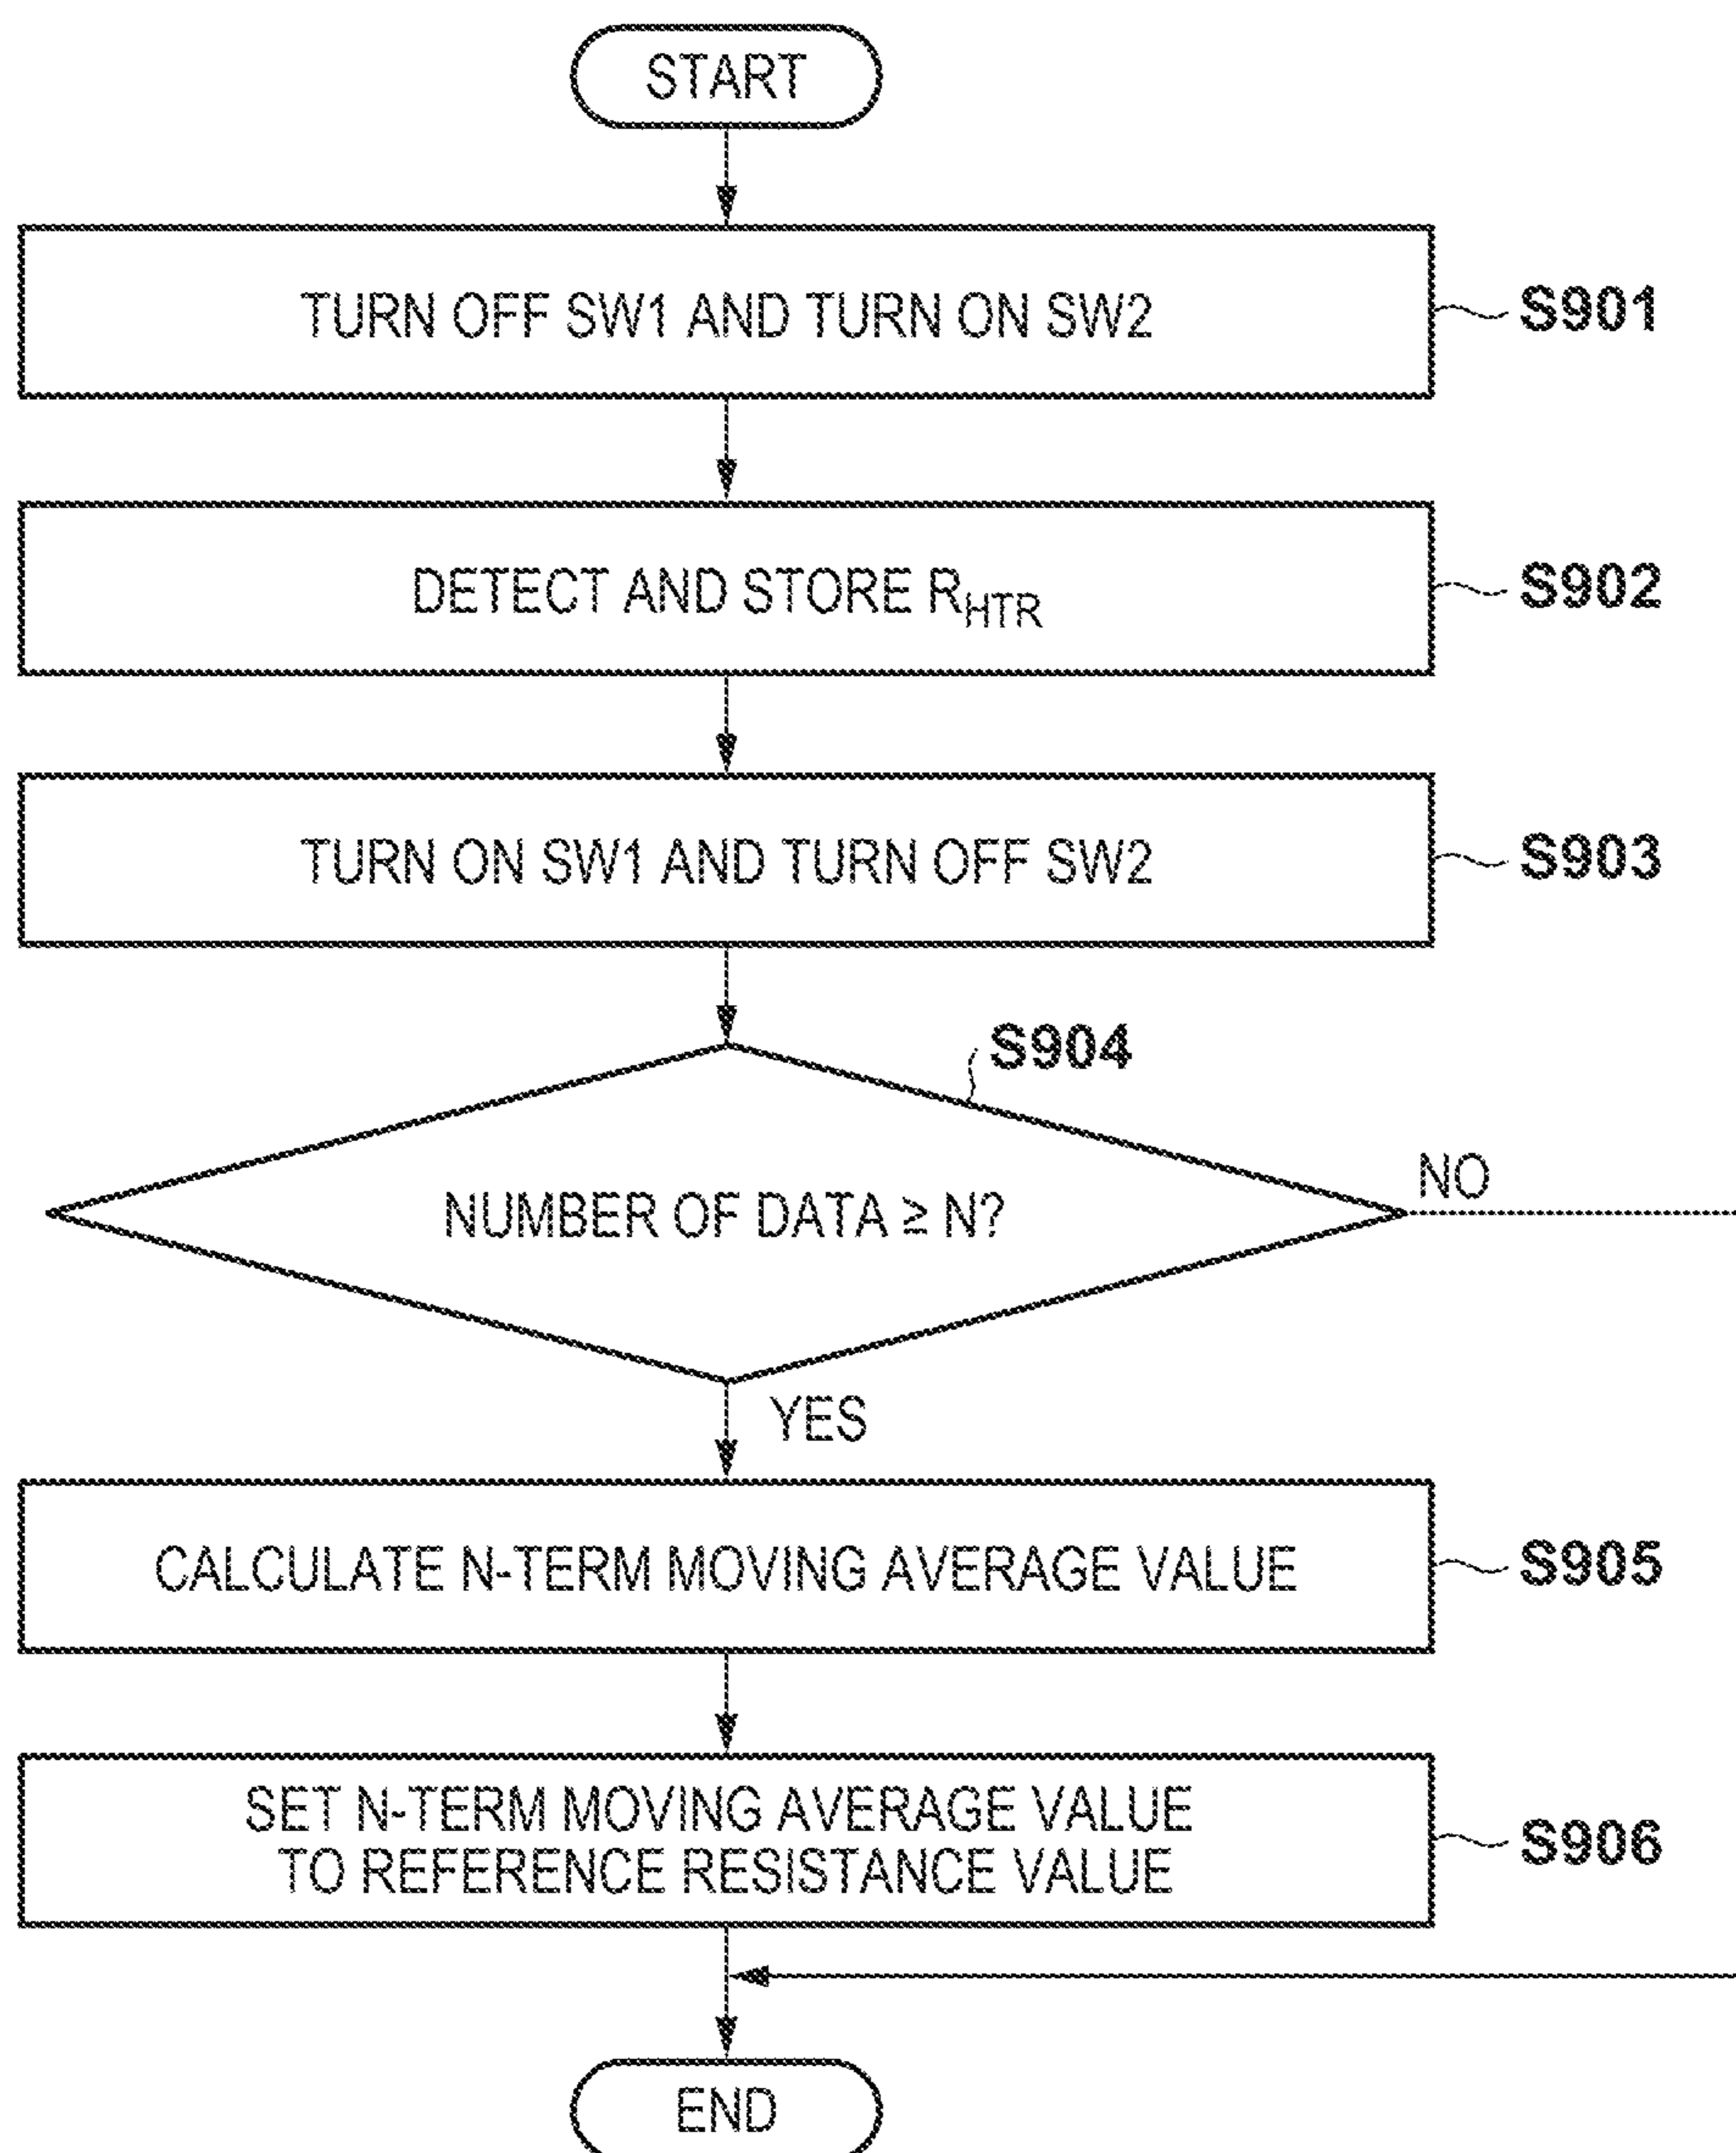 START
TURN OFF SW1 AND TURN ON SW2
S901
DETECT AND STORE RHTR
S902
TURN ON SW1 AND TURN OFF SW2
S903
S904
NUMBER OF DATA ≥ N?
NO
YES
CALCULATE N-TERM MOVING AVERAGE VALUE
S905
SET N-TERM MOVING AVERAGE VALUE
TO REFERENCE RESISTANCE VALUE
S906
END